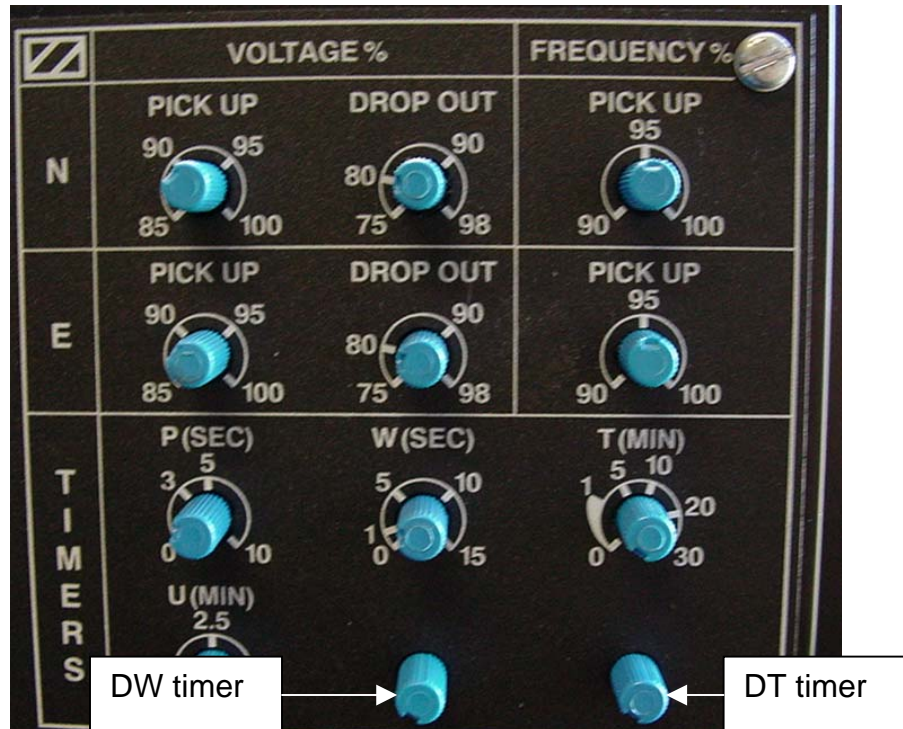 VOLTAGE % FREQUENCY %
N
PICK UP DROP OUT PICK UP
90 95 85 100
80 90 75 98
95 90 100
E
PICK UP DROP OUT PICK UP
90 95 85 100
80 90 75 98
95 90 100
TIMERS
P (SEC) W (SEC) T (MIN)
3 5 0 10
5 10 1 0 15
1 5 10 20 0 30
U (MIN)
2.5
DW timer
DT timer